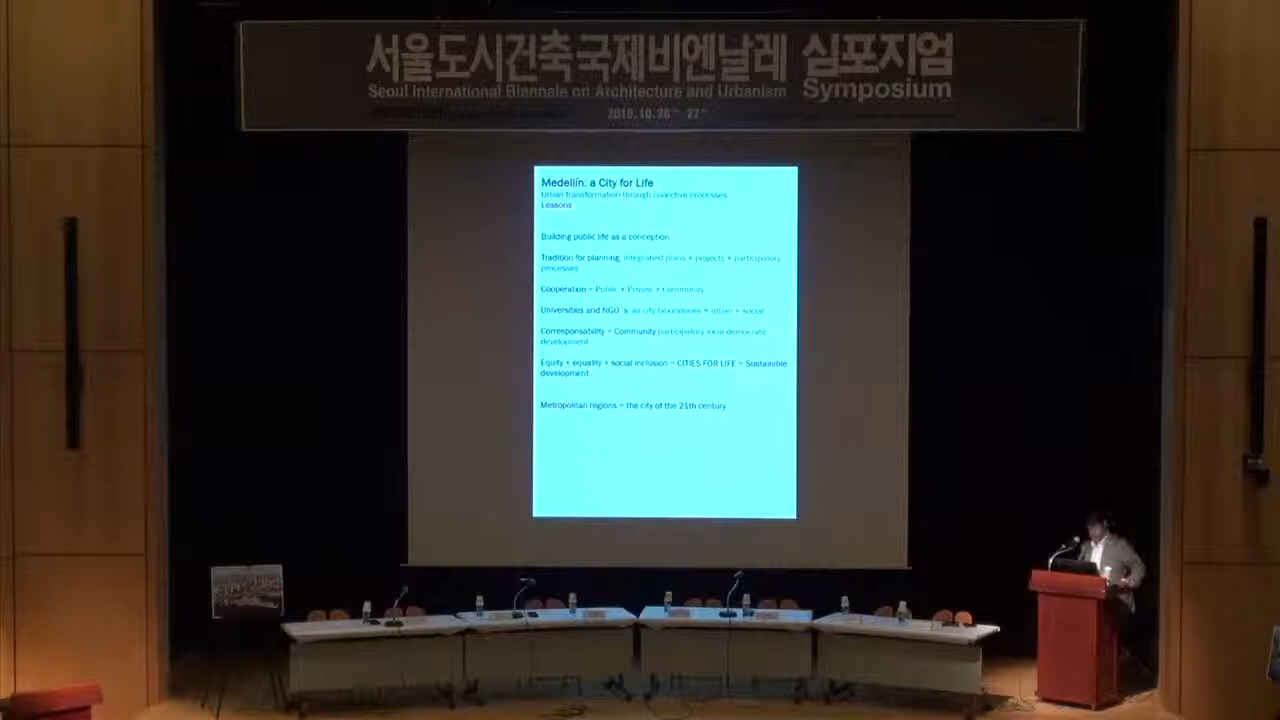 서울도시건축국제비엔날레 심포지엄
Seoul International Biennale on Architecture and Urbanism Symposium
Medellín: a City for Life
Urban transformation through collective processes
Lessons
Building public life as a conception
Tradition for planning, integrated plans + projects + participatory
processes
Cooperation = Public + Private + Community
Universities and NGO´s as city laboratories + urban + social
Corresponsability = Community participatory local democratic
development
Equity + equality + social inclusion = CITIES FOR LIFE = Sustainible
development
Metropolitan regions = the city of the 21th century